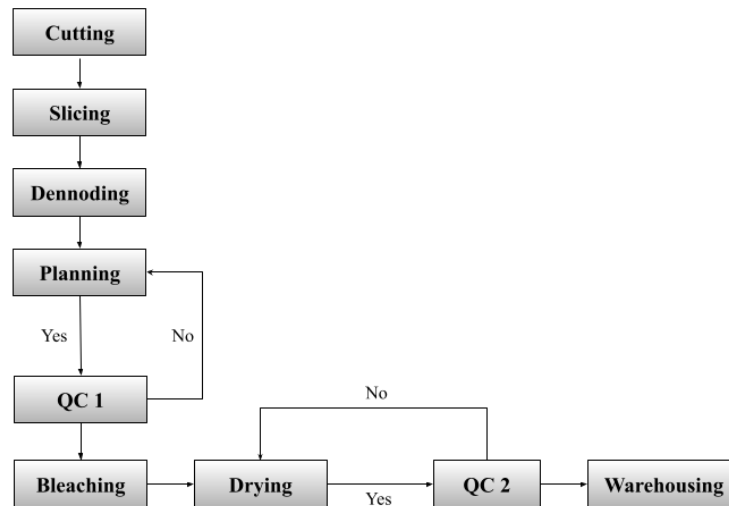 Cutting
Slicing
Dennoding
Planning
Yes
No
QC 1
No
Bleaching
Drying
Yes
QC 2
Warehousing